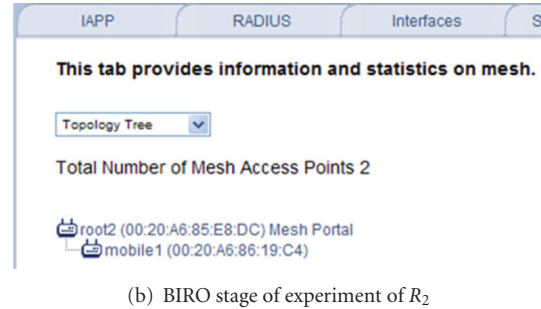 IAPP RADIUS Interfaces S
This tab provides information and statistics on mesh.
Topology Tree
Total Number of Mesh Access Points 2
root2 (00:20:A6:85:E8:DC) Mesh Portal
mobile1 (00:20:A6:86:19:C4)
(b) BIRO stage of experiment of R2